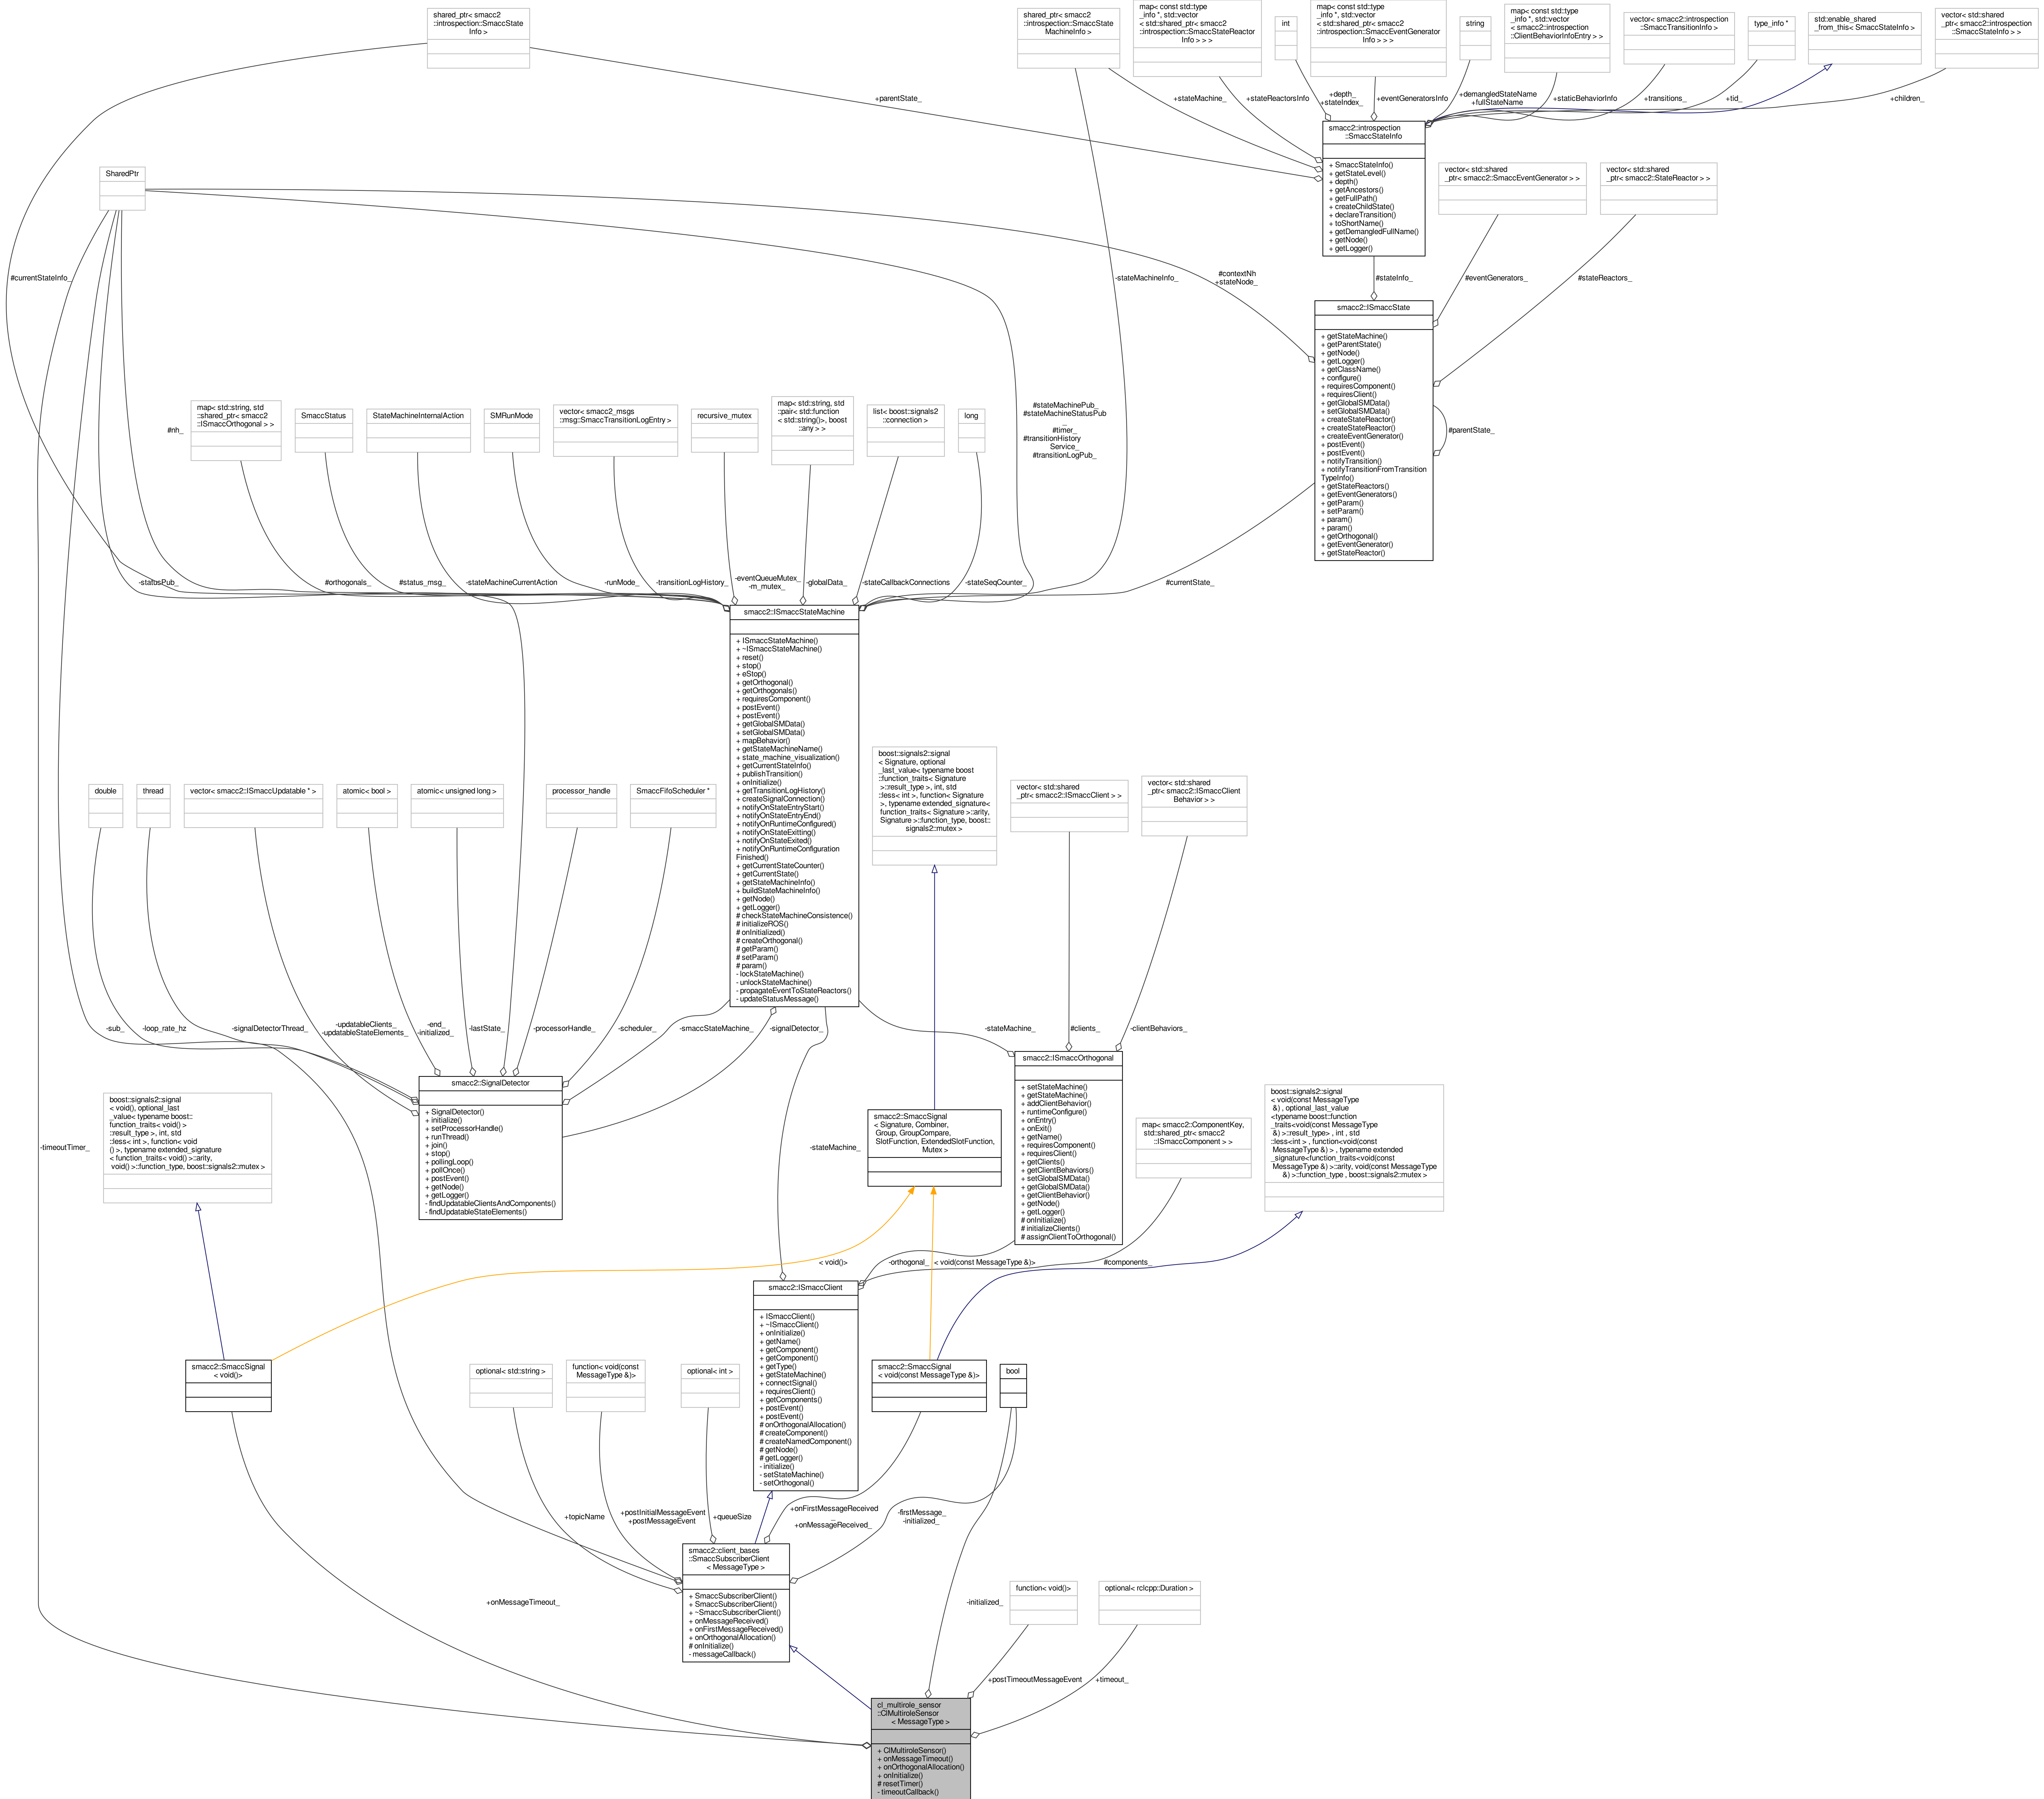 shared_ptr< smacc2
::introspection::SmaccState
Info >
shared_ptr< smacc2
::introspection::SmaccState
MachineInfo >
map< const std::type
_info *, std::vector
< std::shared_ptr< smacc2
::introspection::SmaccStateReactor
Info > > >
int
map< const std::type
_info *, std::vector
< std::shared_ptr< smacc2
::introspection::SmaccEventGenerator
Info > > >
string
map< const std::type
_info *, std::vector
< smacc2::introspection
::ClientBehaviorInfoEntry > >
vector< smacc2::introspection
::SmaccTransitionInfo >
type_info *
std::enable_shared
_from_this< SmaccStateInfo >
vector< std::shared
_ptr< smacc2::introspection
::SmaccStateInfo > >
+parentState_
+stateMachine_
+stateReactorsInfo
+depth_
+stateIndex_
+eventGeneratorsInfo
+demangledStateName
+fullStateName
+staticBehaviorInfo
+transitions_
+tid_
+children_
smacc2::introspection
::SmaccStateInfo
+ SmaccStateInfo()
+ getStateLevel()
+ depth()
+ getAncestors()
+ getFullPath()
+ createChildState()
+ declareTransition()
+ toShortName()
+ getDemangledFullName()
+ getNode()
+ getLogger()
SharedPtr
vector< std::shared
_ptr< smacc2::SmaccEventGenerator > >
vector< std::shared
_ptr< smacc2::StateReactor > >
#currentStateInfo_
#contextNh
+stateNode_
-stateMachineInfo_
#stateInfo_
#eventGenerators_
#stateReactors_
smacc2::ISmaccState
+ getStateMachine()
+ getParentState()
+ getNode()
+ getLogger()
+ getClassName()
+ configure()
+ requiresComponent()
+ requiresClient()
+ getGlobalSMData()
+ setGlobalSMData()
+ createStateReactor()
+ createStateReactor()
+ createEventGenerator()
+ postEvent()
+ postEvent()
+ notifyTransition()
+ notifyTransitionFromTransition
TypeInfo()
+ getStateReactors()
+ getEventGenerators()
+ getParam()
+ setParam()
+ param()
+ param()
+ getOrthogonal()
+ getEventGenerator()
+ getStateReactor()
#parentState_
#nh_
map< std::string, std
::shared_ptr< smacc2
::ISmaccOrthogonal > >
SmaccStatus
StateMachineInternalAction
SMRunMode
vector< smacc2_msgs
::msg::SmaccTransitionLogEntry >
recursive_mutex
map< std::string, std
::pair< std::function
< std::string()>, boost
::any > >
list< boost::signals2
::connection >
long
#stateMachinePub_
#stateMachineStatusPub
_
#timer_
#transitionHistory
Service_
#transitionLogPub_
-statusPub_
#orthogonals_
#status_msg_
-stateMachineCurrentAction
-runMode_
-transitionLogHistory_
-eventQueueMutex_
-m_mutex_
-globalData_
-stateCallbackConnections
-stateSeqCounter_
#currentState_
smacc2::ISmaccStateMachine
+ ISmaccStateMachine()
+ ~ISmaccStateMachine()
+ reset()
+ stop()
+ eStop()
+ getOrthogonal()
+ getOrthogonals()
+ requiresComponent()
+ postEvent()
+ postEvent()
+ getGlobalSMData()
+ setGlobalSMData()
+ mapBehavior()
+ getStateMachineName()
+ state_machine_visualization()
+ getCurrentStateInfo()
+ publishTransition()
+ onInitialize()
+ getTransitionLogHistory()
+ createSignalConnection()
+ notifyOnStateEntryStart()
+ notifyOnStateEntryEnd()
+ notifyOnRuntimeConfigured()
+ notifyOnStateExitting()
+ notifyOnStateExited()
+ notifyOnRuntimeConfiguration
Finished()
+ getCurrentStateCounter()
+ getCurrentState()
+ getStateMachineInfo()
+ buildStateMachineInfo()
+ getNode()
+ getLogger()
# checkStateMachineConsistence()
# initializeROS()
# onInitialized()
# createOrthogonal()
# getParam()
# setParam()
# param()
- lockStateMachine()
- unlockStateMachine()
- propagateEventToStateReactors()
- updateStatusMessage()
double
thread
vector< smacc2::ISmaccUpdatable * >
atomic< bool >
atomic< unsigned long >
processor_handle
SmaccFifoScheduler *
boost::signals2::signal
< Signature, optional
_last_value< typename boost
::function_traits< Signature
>::result_type >, int, std
::less< int >, function< Signature
>, typename extended_signature<
function_traits< Signature >::arity,
Signature >::function_type, boost::
signals2::mutex >
vector< std::shared
_ptr< smacc2::ISmaccClient > >
vector< std::shared
_ptr< smacc2::ISmaccClient
Behavior > >
-sub_
-loop_rate_hz
-signalDetectorThread_
-updatableClients_
-updatableStateElements_
-end_
-initialized_
-lastState_
-processorHandle_
-scheduler_
-smaccStateMachine_
-signalDetector_
-stateMachine_
#clients_
-clientBehaviors_
smacc2::SignalDetector
+ SignalDetector()
+ initialize()
+ setProcessorHandle()
+ runThread()
+ join()
+ stop()
+ pollingLoop()
+ pollOnce()
+ postEvent()
+ getNode()
+ getLogger()
- findUpdatableClientsAndComponents()
- findUpdatableStateElements()
smacc2::ISmaccOrthogonal
+ setStateMachine()
+ getStateMachine()
+ addClientBehavior()
+ runtimeConfigure()
+ onEntry()
+ onExit()
+ getName()
+ requiresComponent()
+ requiresClient()
+ getClients()
+ getClientBehaviors()
+ setGlobalSMData()
+ getGlobalSMData()
+ getClientBehavior()
+ getNode()
+ getLogger()
# onInitialize()
# initializeClients()
# assignClientToOrthogonal()
boost::signals2::signal
< void(), optional_last
_value< typename boost::
function_traits< void() >
::result_type >, int, std
::less< int >, function< void
() >, typename extended_signature
< function_traits< void() >::arity,
void() >::function_type, boost::signals2::mutex >
smacc2::SmaccSignal
< Signature, Combiner,
Group, GroupCompare,
SlotFunction, ExtendedSlotFunction,
Mutex >
map< smacc2::ComponentKey,
std::shared_ptr< smacc2
::ISmaccComponent > >
boost::signals2::signal
< void(const MessageType
&) , optional_last_value
<typename boost::function
_traits<void(const MessageType
&) >::result_type> , int , std
::less<int > , function<void(const
MessageType &) > , typename extended
_signature<function_traits<void(const
MessageType &) >::arity, void(const MessageType
&) >::function_type , boost::signals2::mutex >
-timeoutTimer_
-stateMachine_
< void()>
-orthogonal_
< void(const MessageType &)>
#components_
smacc2::ISmaccClient
+ ISmaccClient()
+ ~ISmaccClient()
+ onInitialize()
+ getName()
+ getComponent()
+ getComponent()
+ getType()
+ getStateMachine()
+ connectSignal()
+ requiresClient()
+ getComponents()
+ postEvent()
+ postEvent()
# onOrthogonalAllocation()
# createComponent()
# createNamedComponent()
# getNode()
# getLogger()
- initialize()
- setStateMachine()
- setOrthogonal()
smacc2::SmaccSignal
< void()>
optional< std::string >
function< void(const
MessageType &)>
optional< int >
smacc2::SmaccSignal
< void(const MessageType &)>
bool
+topicName
+postInitialMessageEvent
+postMessageEvent
+queueSize
+onFirstMessageReceived
_
+onMessageReceived_
-firstMessage_
-initialized_
smacc2::client_bases
::SmaccSubscriberClient
< MessageType >
+ SmaccSubscriberClient()
+ SmaccSubscriberClient()
+ ~SmaccSubscriberClient()
+ onMessageReceived()
+ onFirstMessageReceived()
+ onOrthogonalAllocation()
# onInitialize()
- messageCallback()
+onMessageTimeout_
-initialized_
function< void()>
optional< rclcpp::Duration >
+postTimeoutMessageEvent
+timeout_
cl_multirole_sensor
::ClMultiroleSensor
< MessageType >
+ ClMultiroleSensor()
+ onMessageTimeout()
+ onOrthogonalAllocation()
+ onInitialize()
# resetTimer()
- timeoutCallback()